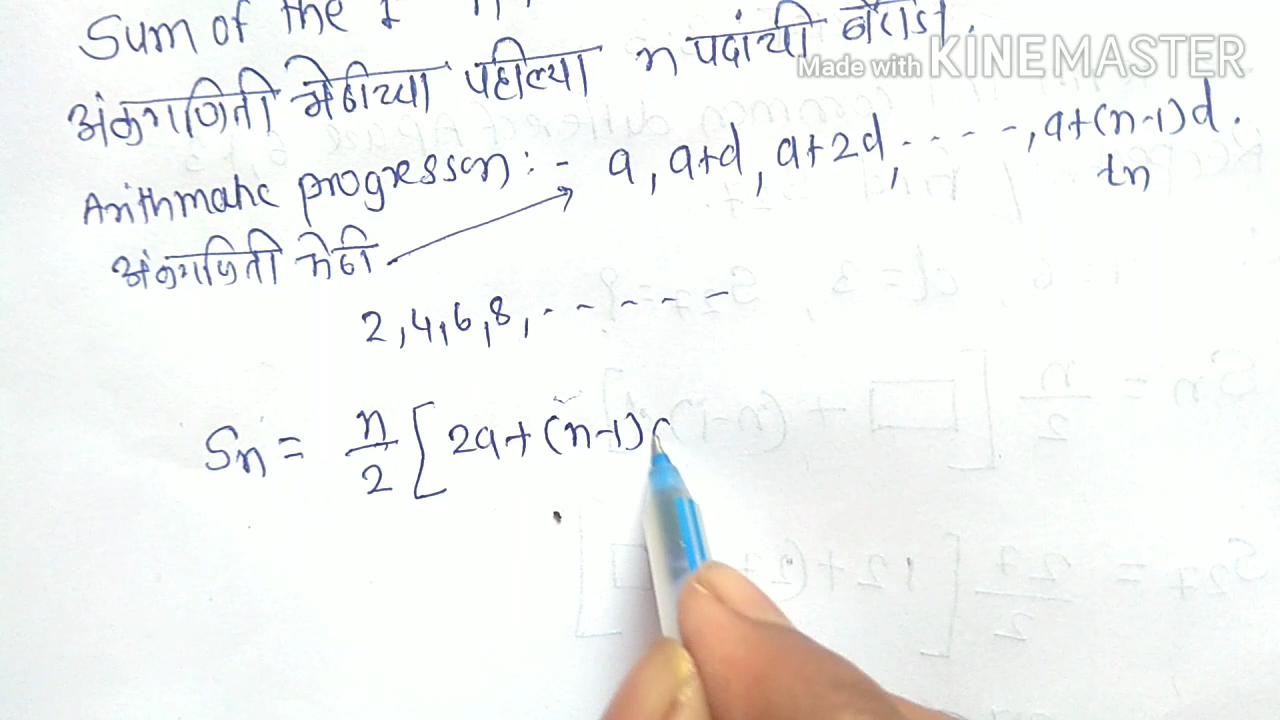 Sum of the
अंकगणिती श्रेढीच्या पहील्या n पदांची बेरीज.
Made with KINEMASTER
Arithmatic progresson :- a, a+d, a+2d, - - - -, a+(n-1)d.
tn
अंकगणिती श्रेढी
2, 4, 6, 8, - - - - - -
Sn = n/2 [ 2a + (n-1)